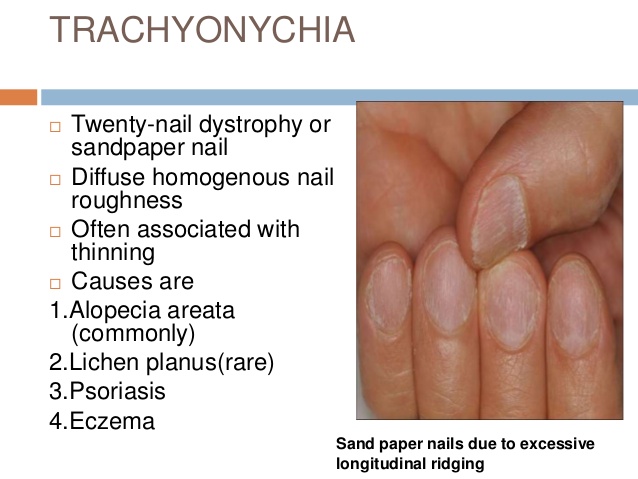 TRACHYONYCHIA
Twenty-nail dystrophy or
sandpaper nail
Diffuse homogenous nail
roughness
Often associated with
thinning
Causes are
1.Alopecia areata
(commonly)
2.Lichen planus(rare)
3.Psoriasis
4.Eczema
Sand paper nails due to excessive
longitudinal ridging